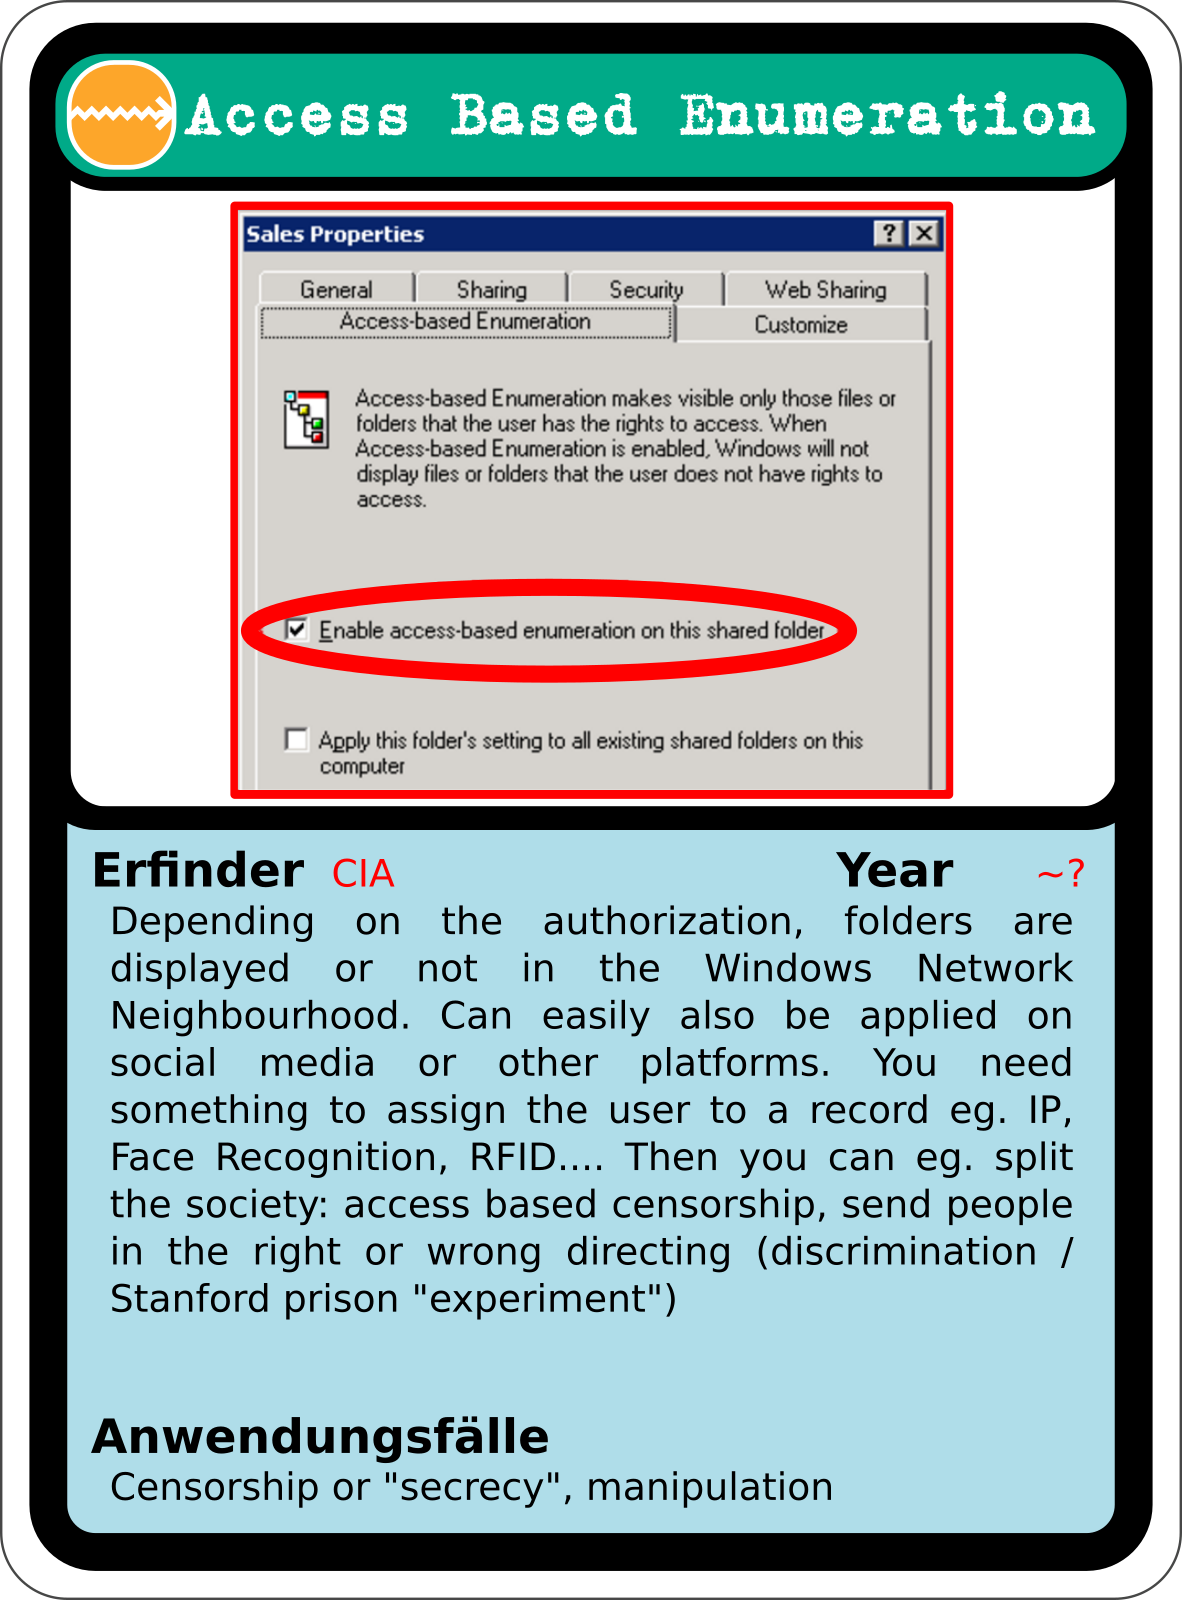 Access Based Enumeration
Sales Properties
General Sharing Security Web Sharing
Access-based Enumeration Customize
Access-based Enumeration makes visible only those files or
folders that the user has the rights to access. When
Access-based Enumeration is enabled, Windows will not
display files or folders that the user does not have rights to
access.
Enable access-based enumeration on this shared folder
Apply this folder's setting to all existing shared folders on this
computer
Erfinder CIA Year ~?
Depending on the authorization, folders are
displayed or not in the Windows Network
Neighbourhood. Can easily also be applied on
social media or other platforms. You need
something to assign the user to a record eg. IP,
Face Recognition, RFID.... Then you can eg. split
the society: access based censorship, send people
in the right or wrong directing (discrimination /
Stanford prison "experiment")
Anwendungsfälle
Censorship or "secrecy", manipulation